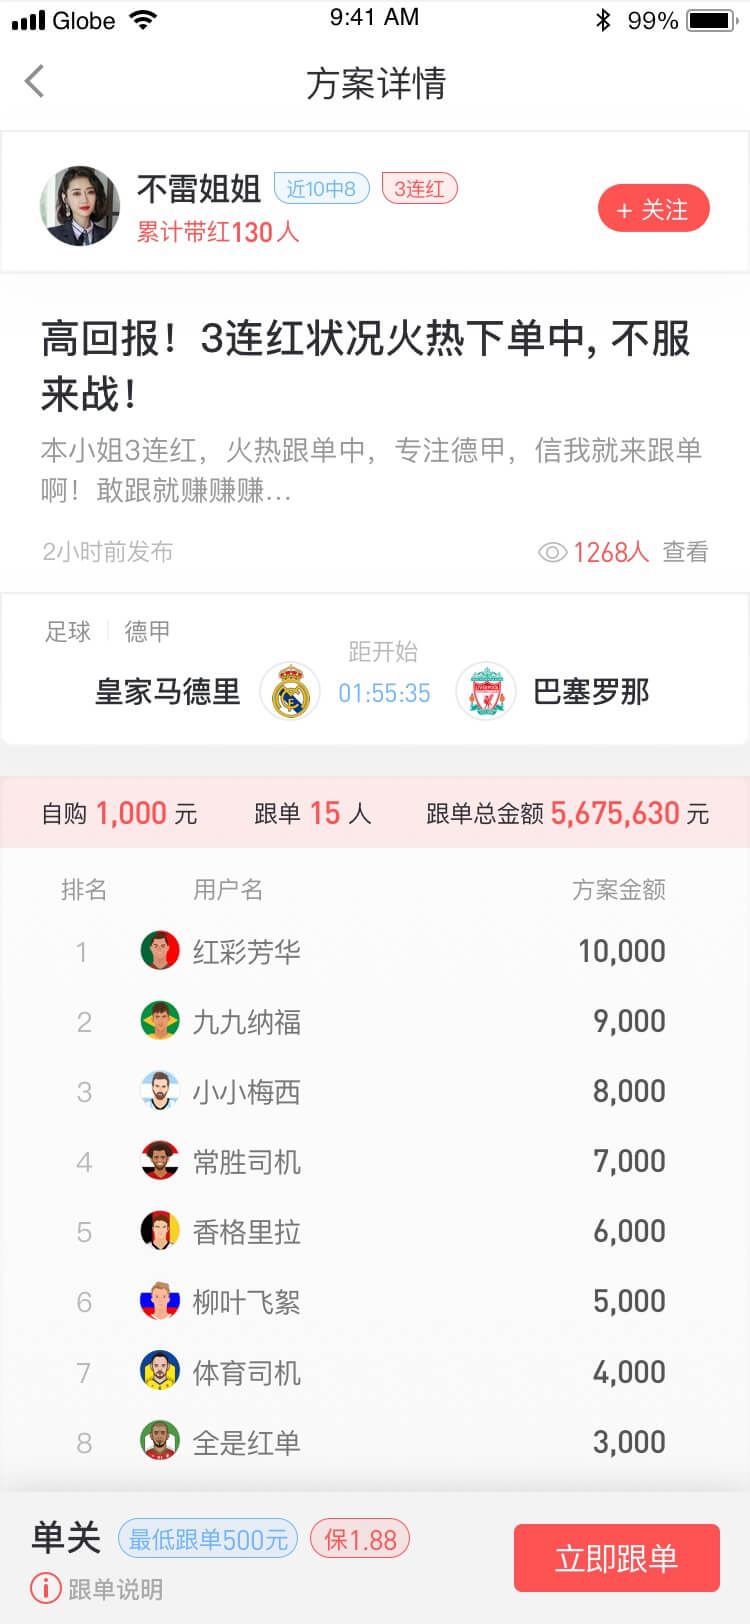 Globe 9:41 AM 99%
方案详情
不雷姐姐 近10中8 3连红
累计带红130人
+ 关注
高回报！3连红状况火热下单中, 不服
来战！
本小姐3连红，火热跟单中，专注德甲，信我就来跟单
啊！敢跟就赚赚赚...
2小时前发布 1268人 查看
足球 德甲
距开始
皇家马德里 01:55:35 巴塞罗那
自购 1,000 元 跟单 15 人 跟单总金额 5,675,630 元
排名 用户名 方案金额
1 红彩芳华 10,000
2 九九纳福 9,000
3 小小梅西 8,000
4 常胜司机 7,000
5 香格里拉 6,000
6 柳叶飞絮 5,000
7 体育司机 4,000
8 全是红单 3,000
单关 最低跟单500元 保1.88
跟单说明
立即跟单